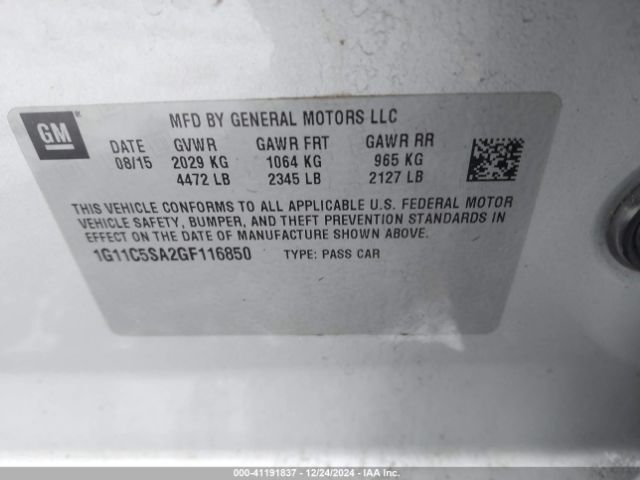 GM
MFD BY GENERAL MOTORS LLC
DATE GVWR GAWR FRT GAWR RR
08/15 2029 KG 1064 KG 965 KG
4472 LB 2345 LB 2127 LB
THIS VEHICLE CONFORMS TO ALL APPLICABLE U.S. FEDERAL MOTOR
VEHICLE SAFETY, BUMPER, AND THEFT PREVENTION STANDARDS IN
EFFECT ON THE DATE OF MANUFACTURE SHOWN ABOVE.
1G11C5SA2GF116850 TYPE: PASS CAR
000-41191837 - 12/24/2024 - IAAI.COM